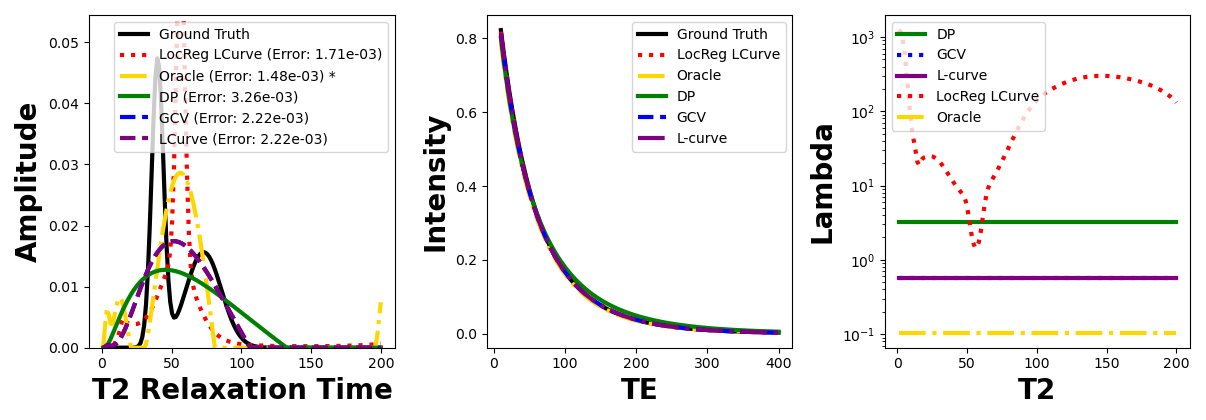 Amplitude
0.05
0.04
0.03
0.02
0.01
0.00
Ground Truth
LocReg LCurve (Error: 1.71e-03)
Oracle (Error: 1.48e-03) *
DP (Error: 3.26e-03)
GCV (Error: 2.22e-03)
LCurve (Error: 2.22e-03)
0 50 100 150 200
T2 Relaxation Time
Intensity
0.8
0.6
0.4
0.2
0.0
Ground Truth
LocReg LCurve
Oracle
DP
GCV
L-curve
0 100 200 300 400
TE
Lambda
10³
10²
10¹
10⁰
10⁻¹
DP
GCV
L-curve
LocReg LCurve
Oracle
0 50 100 150 200
T2